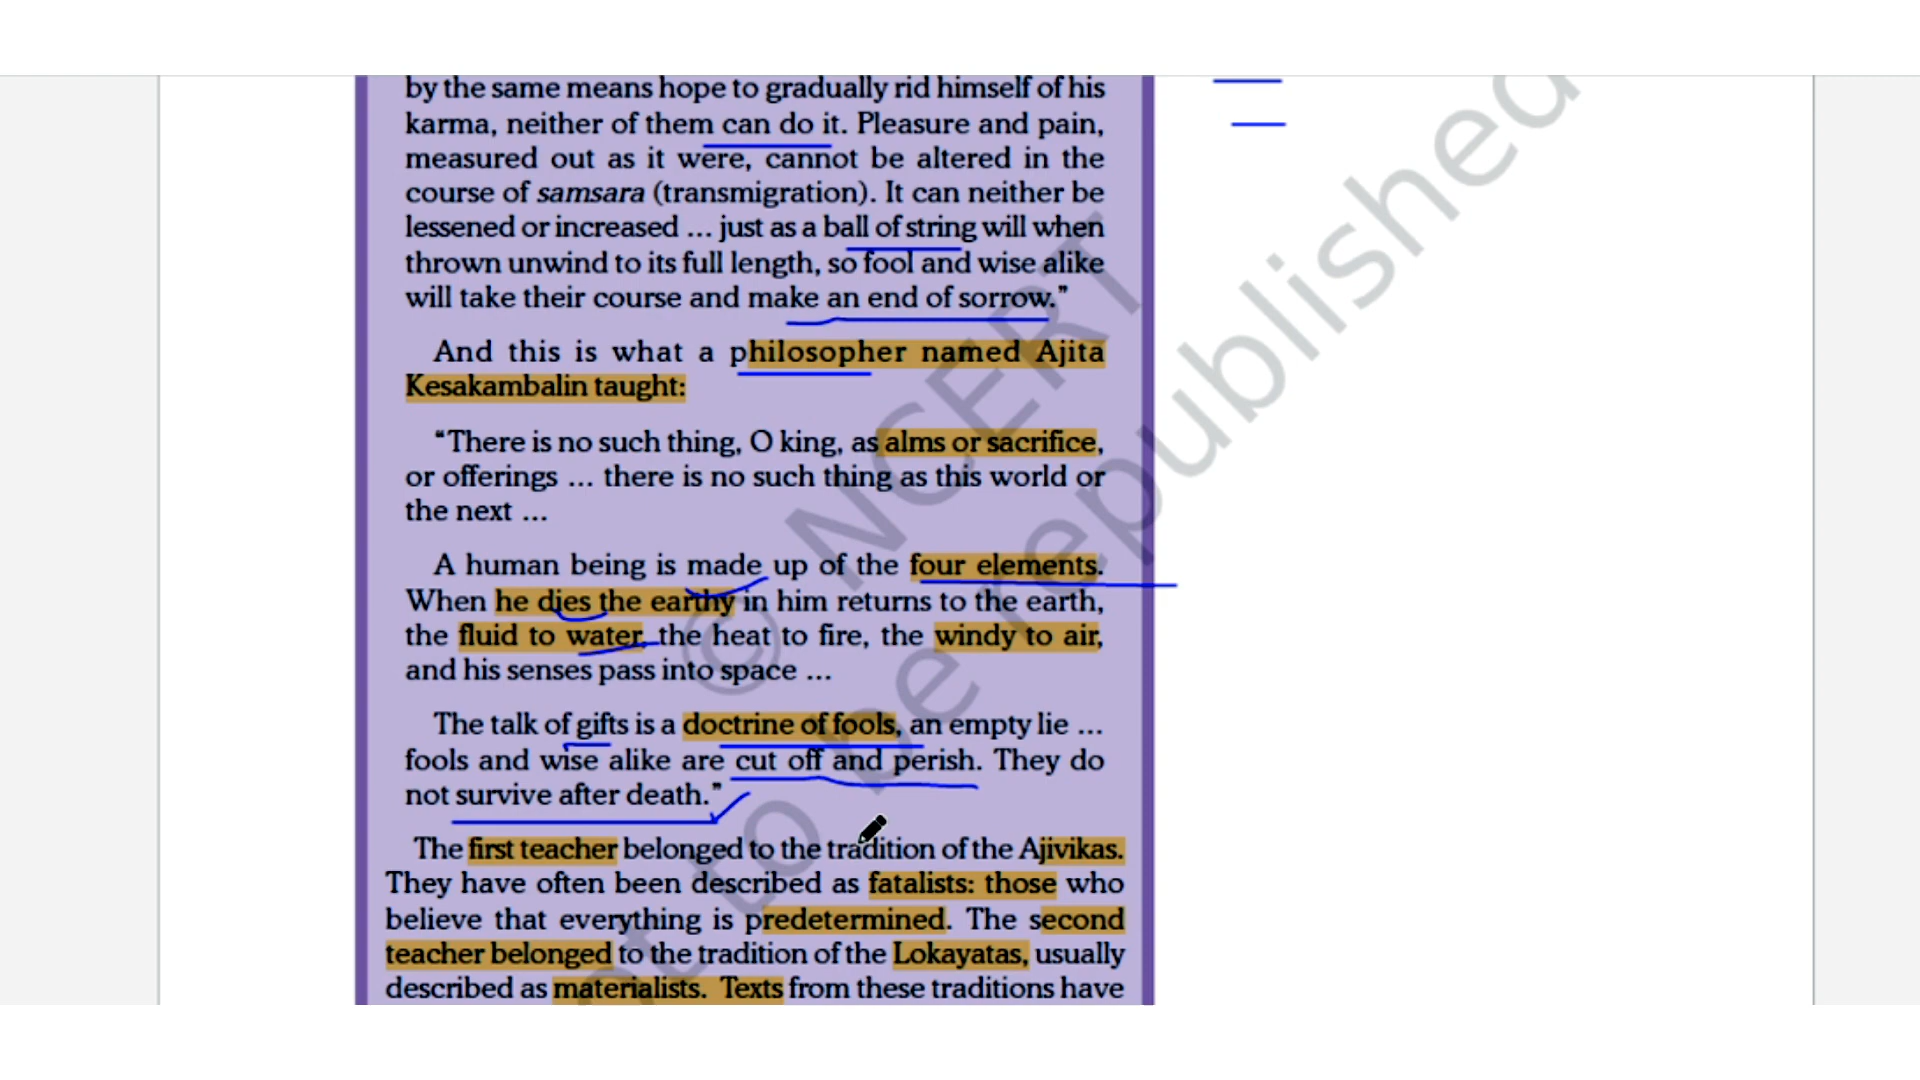 by the same means hope to gradually rid himself of his
karma, neither of them can do it. Pleasure and pain,
measured out as it were, cannot be altered in the
course of samsara (transmigration). It can neither be
lessened or increased ... just as a ball of string will when
thrown unwind to its full length, so fool and wise alike
will take their course and make an end of sorrow.”
And this is what a philosopher named Ajita
Kesakambalin taught:
“There is no such thing, O king, as alms or sacrifice,
or offerings ... there is no such thing as this world or
the next ...
A human being is made up of the four elements.
When he dies the earthy in him returns to the earth,
the fluid to water, the heat to fire, the windy to air,
and his senses pass into space ...
The talk of gifts is a doctrine of fools, an empty lie ...
fools and wise alike are cut off and perish. They do
not survive after death.”
The first teacher belonged to the tradition of the Ajivikas.
They have often been described as fatalists: those who
believe that everything is predetermined. The second
teacher belonged to the tradition of the Lokayatas, usually
described as materialists. Texts from these traditions have
© NCERT
not to be republished